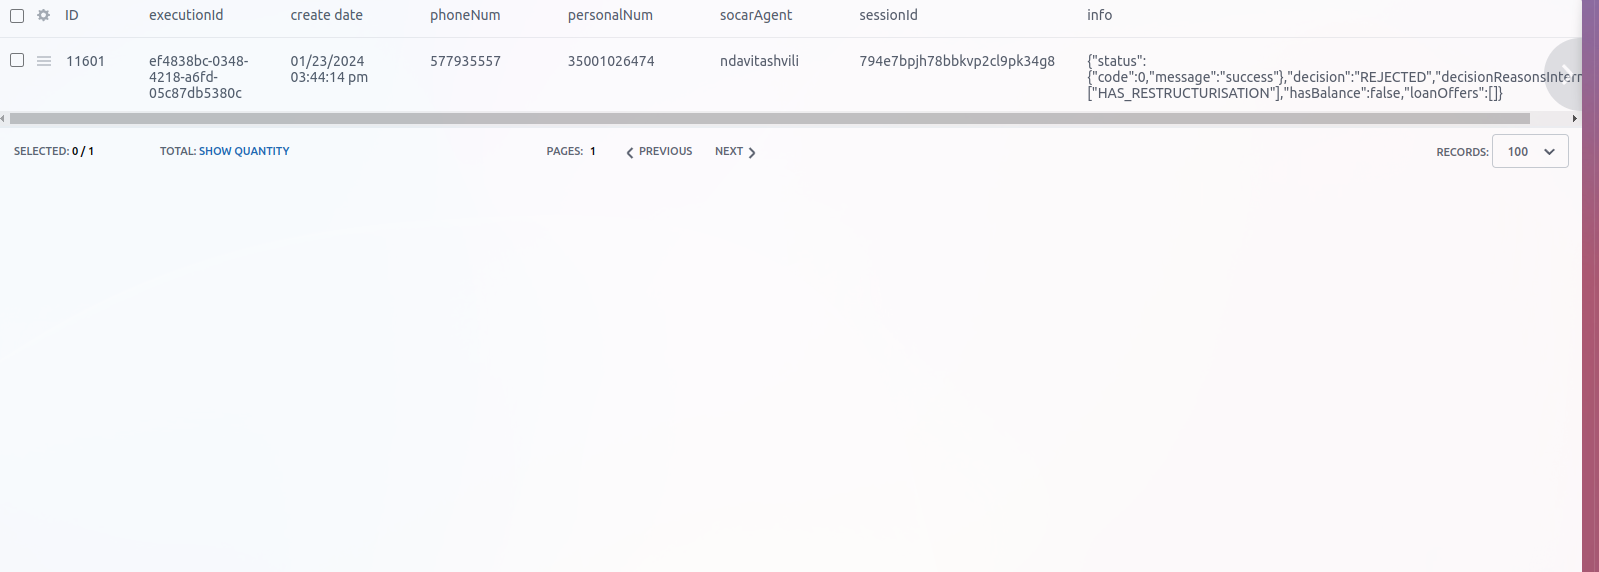 ID executionId create date phoneNum personalNum socarAgent sessionId info
11601 ef4838bc-0348- 01/23/2024 577935557 35001026474 ndavitashvili 794e7bpjh78bbkvp2cl9pk34g8 {"status":
4218-a6fd- 03:44:14 pm {"code":0,"message":"success"},"decision":"REJECTED","decisionReasonsIntern
05c87db5380c ["HAS_RESTRUCTURISATION"],"hasBalance":false,"loanOffers":[]}
SELECTED: 0 / 1 TOTAL: SHOW QUANTITY PAGES: 1 PREVIOUS NEXT RECORDS: 100